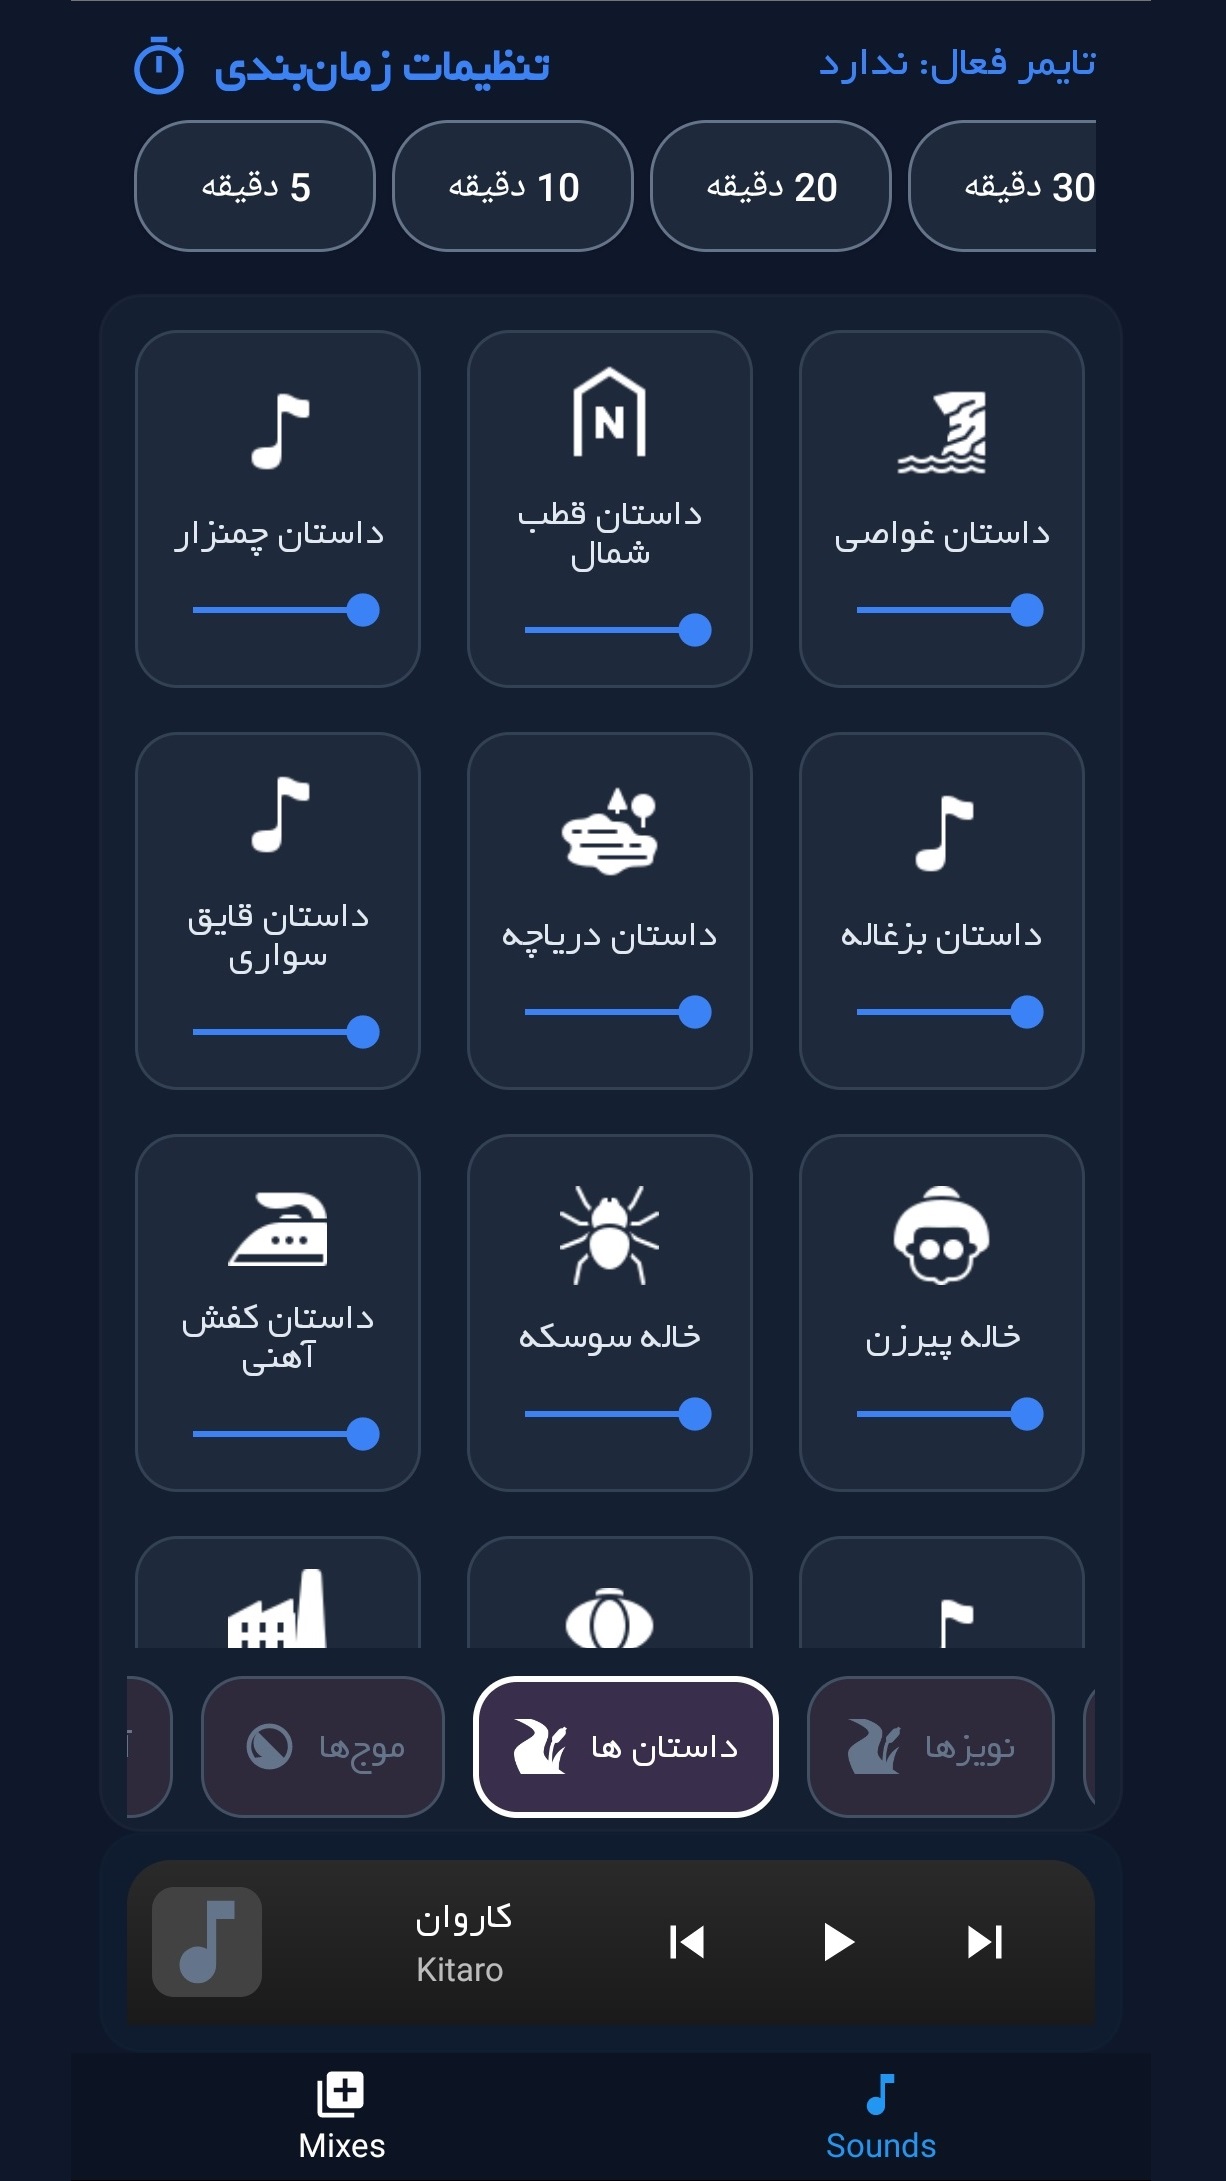 تنظیمات زمان‌بندی
تایمر فعال: ندارد
5 دقیقه
10 دقیقه
20 دقیقه
30 دقیقه
داستان چمنزار
N
داستان قطب
شمال
داستان غواصی
داستان قایق
سواری
داستان دریاچه
داستان بزغاله
داستان کفش
آهنی
خاله سوسکه
خاله پیرزن
موج‌ها
داستان ها
نویزها
کاروان
Kitaro
Mixes
Sounds